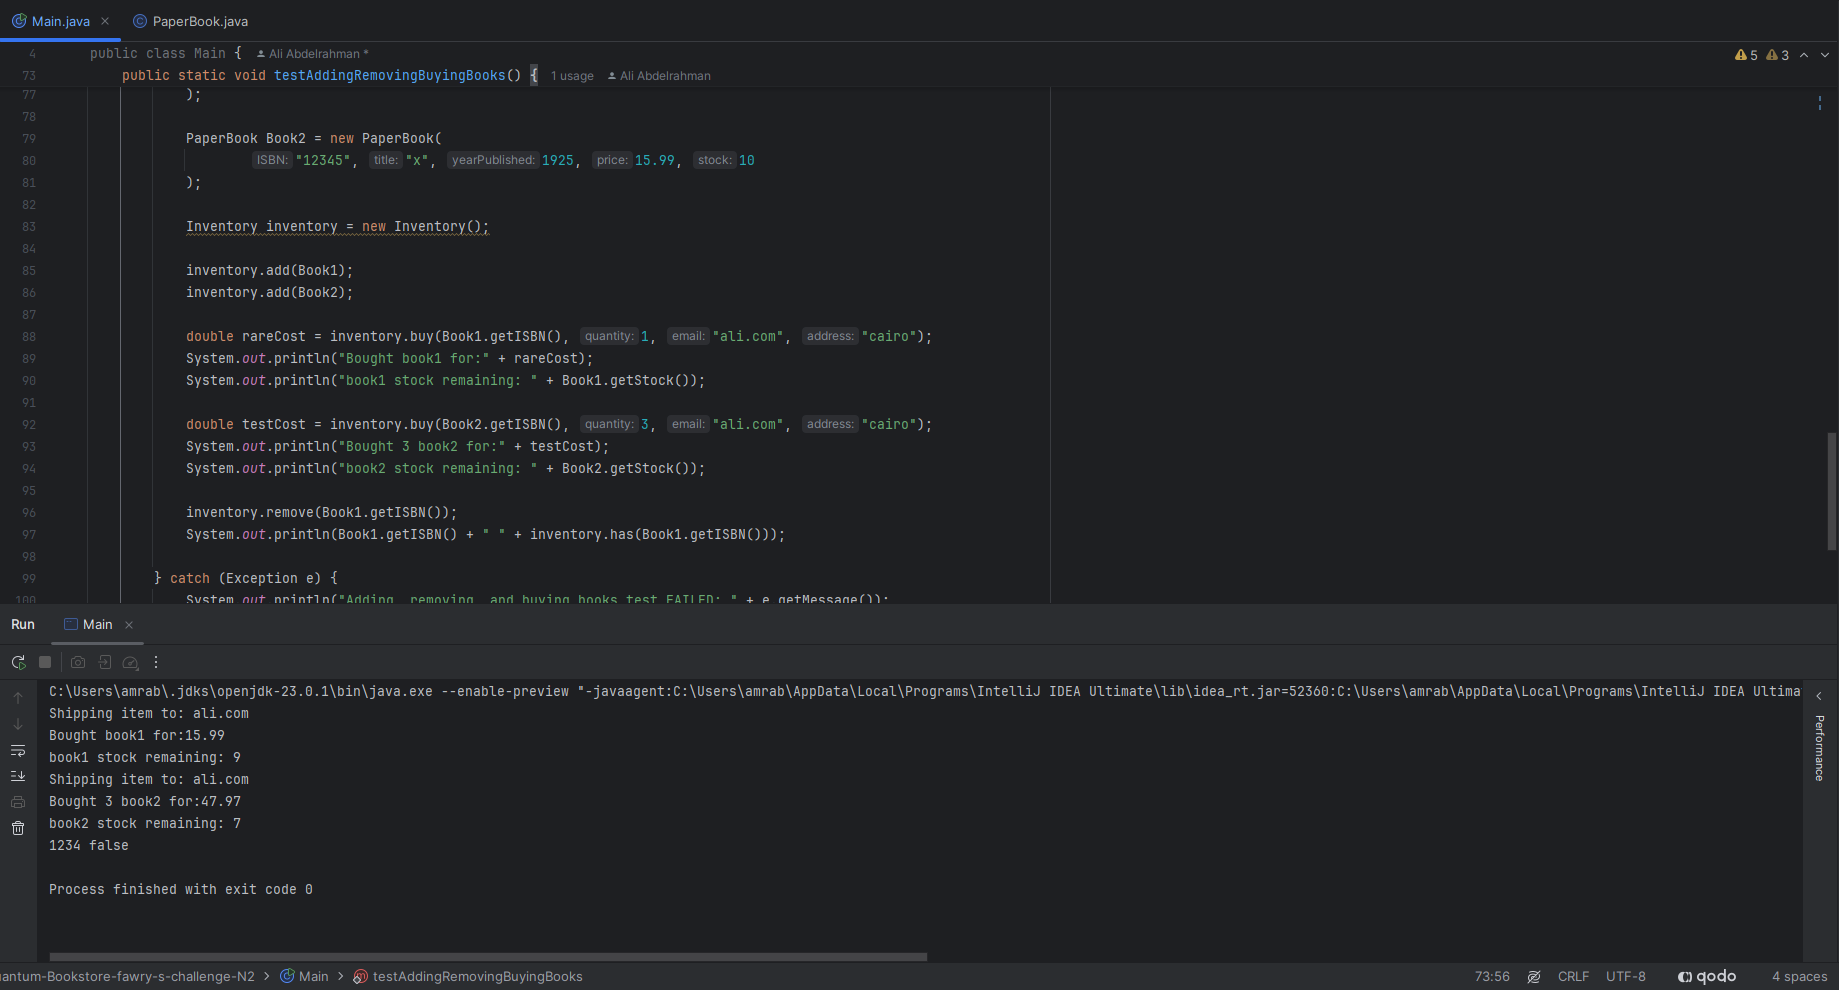 Main.java × PaperBook.java
4 public class Main { Ali Abdelrahman * 5 3
73 public static void testAddingRemovingBuyingBooks() { 1 usage Ali Abdelrahman
77 );
78
79 PaperBook Book2 = new PaperBook(
80 ISBN: "12345", title: "x", yearPublished: 1925, price: 15.99, stock: 10
81 );
82
83 Inventory inventory = new Inventory();
84
85 inventory.add(Book1);
86 inventory.add(Book2);
87
88 double rareCost = inventory.buy(Book1.getISBN(), quantity: 1, email: "ali.com", address: "cairo");
89 System.out.println("Bought book1 for:" + rareCost);
90 System.out.println("book1 stock remaining: " + Book1.getStock());
91
92 double testCost = inventory.buy(Book2.getISBN(), quantity: 3, email: "ali.com", address: "cairo");
93 System.out.println("Bought 3 book2 for:" + testCost);
94 System.out.println("book2 stock remaining: " + Book2.getStock());
95
96 inventory.remove(Book1.getISBN());
97 System.out.println(Book1.getISBN() + " " + inventory.has(Book1.getISBN()));
98
99 } catch (Exception e) {
100 System.out.println("Adding, removing, and buying books test FAILED: " + e.getMessage());
Run Main ×
C:\Users\amrab\.jdks\openjdk-23.0.1\bin\java.exe --enable-preview "-javaagent:C:\Users\amrab\AppData\Local\Programs\IntelliJ IDEA Ultimate\lib\idea_rt.jar=52360:C:\Users\amrab\AppData\Local\Programs\IntelliJ IDEA Ultima
Shipping item to: ali.com
Bought book1 for:15.99
book1 stock remaining: 9
Shipping item to: ali.com
Bought 3 book2 for:47.97
book2 stock remaining: 7
1234 false
Process finished with exit code 0
Performance
antum-Bookstore-fawry-s-challenge-N2 > Main > testAddingRemovingBuyingBooks 73:56 CRLF UTF-8 qodo 4 spaces